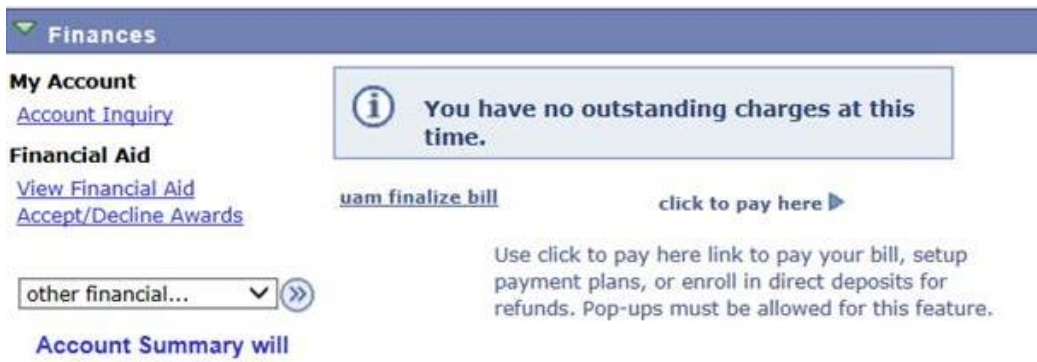 Finances
My Account
Account Inquiry
Financial Aid
View Financial Aid
Accept/Decline Awards
other financial...
Account Summary will
You have no outstanding charges at this
time.
uam finalize bill
click to pay here
Use click to pay here link to pay your bill, setup
payment plans, or enroll in direct deposits for
refunds. Pop-ups must be allowed for this feature.